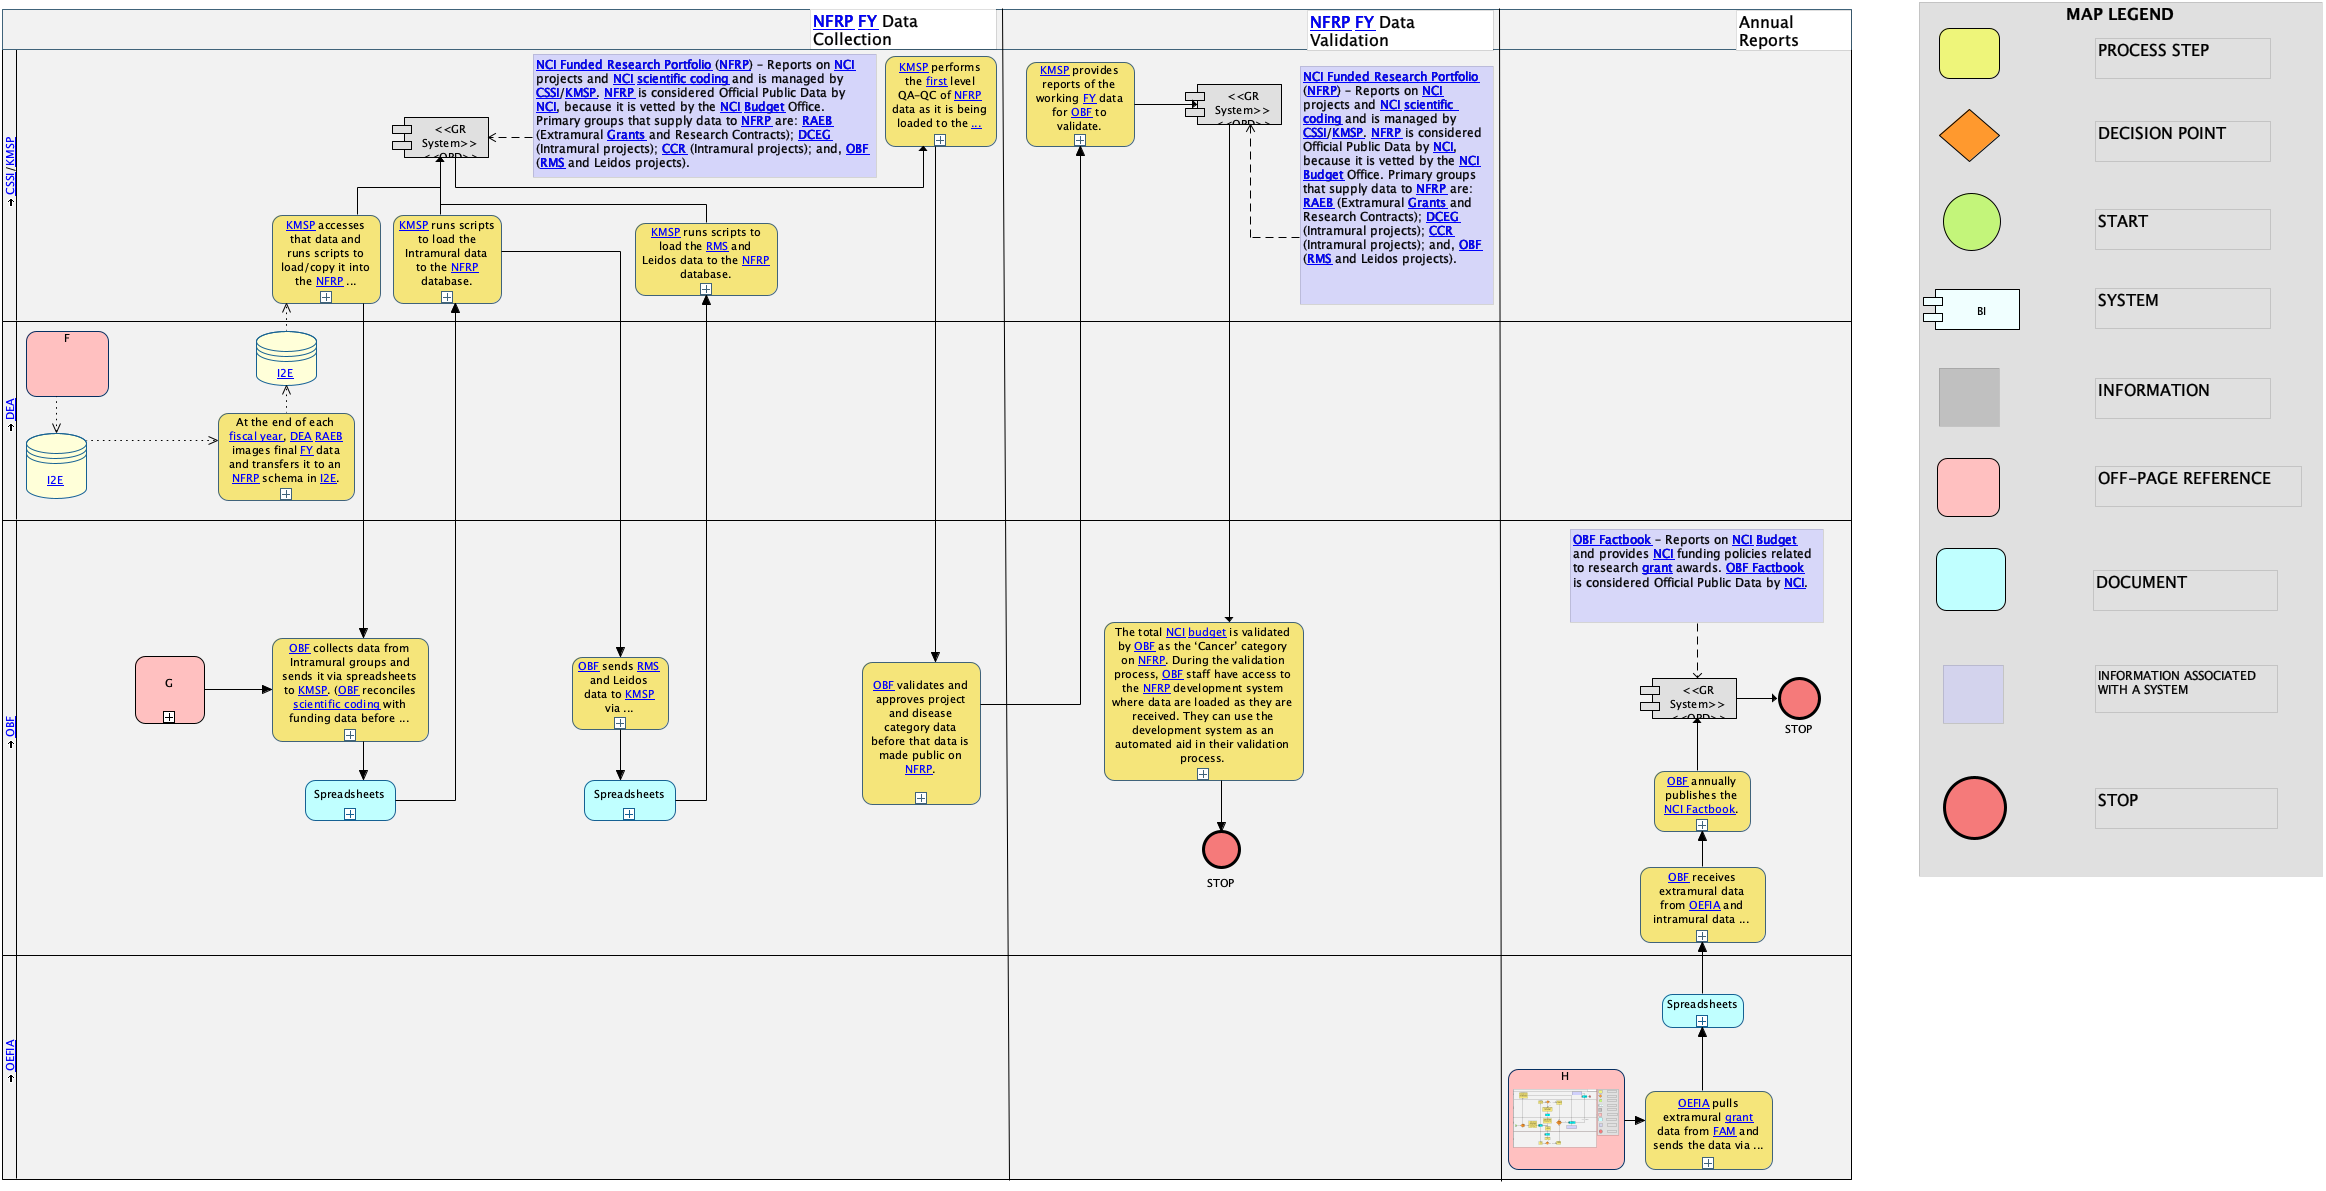 NFRP FY Data
Collection
NFRP FY Data
Validation
Annual
Reports
CSSI/KMSP
NCI Funded Research Portfolio (NFRP) – Reports on NCI
projects and NCI scientific coding and is managed by
CSSI/KMSP. NFRP is considered Official Public Data by
NCI, because it is vetted by the NCI Budget Office.
Primary groups that supply data to NFRP are: RAEB
(Extramural Grants and Research Contracts); DCEG
(Intramural projects); CCR (Intramural projects); and, OBF
(RMS and Leidos projects).
<<GR
System>>
KMSP performs
the first level
QA-QC of NFRP
data as it is being
loaded to the ...
KMSP provides
reports of the
working FY data
for OBF to
validate.
<<GR
System>>
NCI Funded Research Portfolio
(NFRP) – Reports on NCI
projects and NCI scientific
coding and is managed by
CSSI/KMSP. NFRP is considered
Official Public Data by NCI,
because it is vetted by the NCI
Budget Office. Primary groups
that supply data to NFRP are:
RAEB (Extramural Grants and
Research Contracts); DCEG
(Intramural projects); CCR
(Intramural projects); and, OBF
(RMS and Leidos projects).
KMSP accesses
that data and
runs scripts to
load/copy it into
the NFRP ...
KMSP runs scripts
to load the
Intramural data
to the NFRP
database.
KMSP runs scripts to
load the RMS and
Leidos data to the NFRP
database.
DEA
F
I2E
I2E
At the end of each
fiscal year, DEA RAEB
images final FY data
and transfers it to an
NFRP schema in I2E.
OBF
G
OBF collects data from
Intramural groups and
sends it via spreadsheets
to KMSP. (OBF reconciles
scientific coding with
funding data before ...
Spreadsheets
OBF sends RMS
and Leidos
data to KMSP
via ...
Spreadsheets
OBF validates and
approves project
and disease
category data
before that data is
made public on
NFRP.
The total NCI budget is validated
by OBF as the 'Cancer' category
on NFRP. During the validation
process, OBF staff have access to
the NFRP development system
where data are loaded as they are
received. They can use the
development system as an
automated aid in their validation
process.
STOP
OBF Factbook – Reports on NCI Budget
and provides NCI funding policies related
to research grant awards. OBF Factbook
is considered Official Public Data by NCI.
<<GR
System>>
STOP
OBF annually
publishes the
NCI Factbook.
OBF receives
extramural data
from OEFIA and
intramural data ...
OEFIA
Spreadsheets
H
OEFIA pulls
extramural grant
data from FAM and
sends the data via ...
MAP LEGEND
PROCESS STEP
DECISION POINT
START
BI
SYSTEM
INFORMATION
OFF-PAGE REFERENCE
DOCUMENT
INFORMATION ASSOCIATED
WITH A SYSTEM
STOP